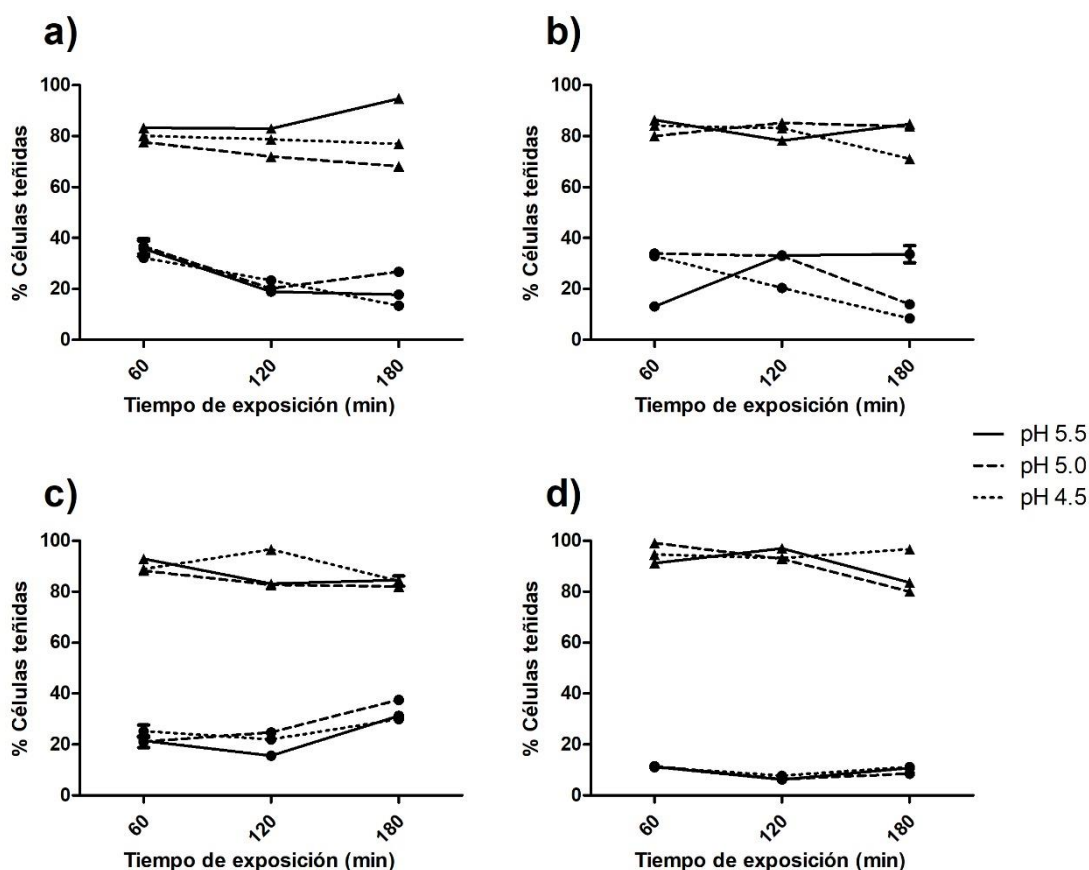 a)
% Células teñidas
100
80
60
40
20
0
60
120
180
Tiempo de exposición (min)
b)
% Células teñidas
100
80
60
40
20
0
60
120
180
Tiempo de exposición (min)
pH 5.5
pH 5.0
pH 4.5
c)
% Células teñidas
100
80
60
40
20
0
60
120
180
Tiempo de exposición (min)
d)
% Células teñidas
100
80
60
40
20
0
60
120
180
Tiempo de exposición (min)